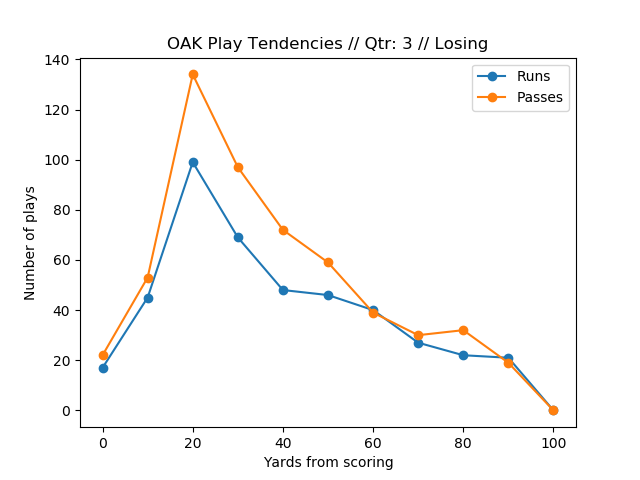 OAK Play Tendencies // Qtr: 3 // Losing
Runs
Passes
Number of plays
140
120
100
80
60
40
20
0
0 20 40 60 80 100
Yards from scoring